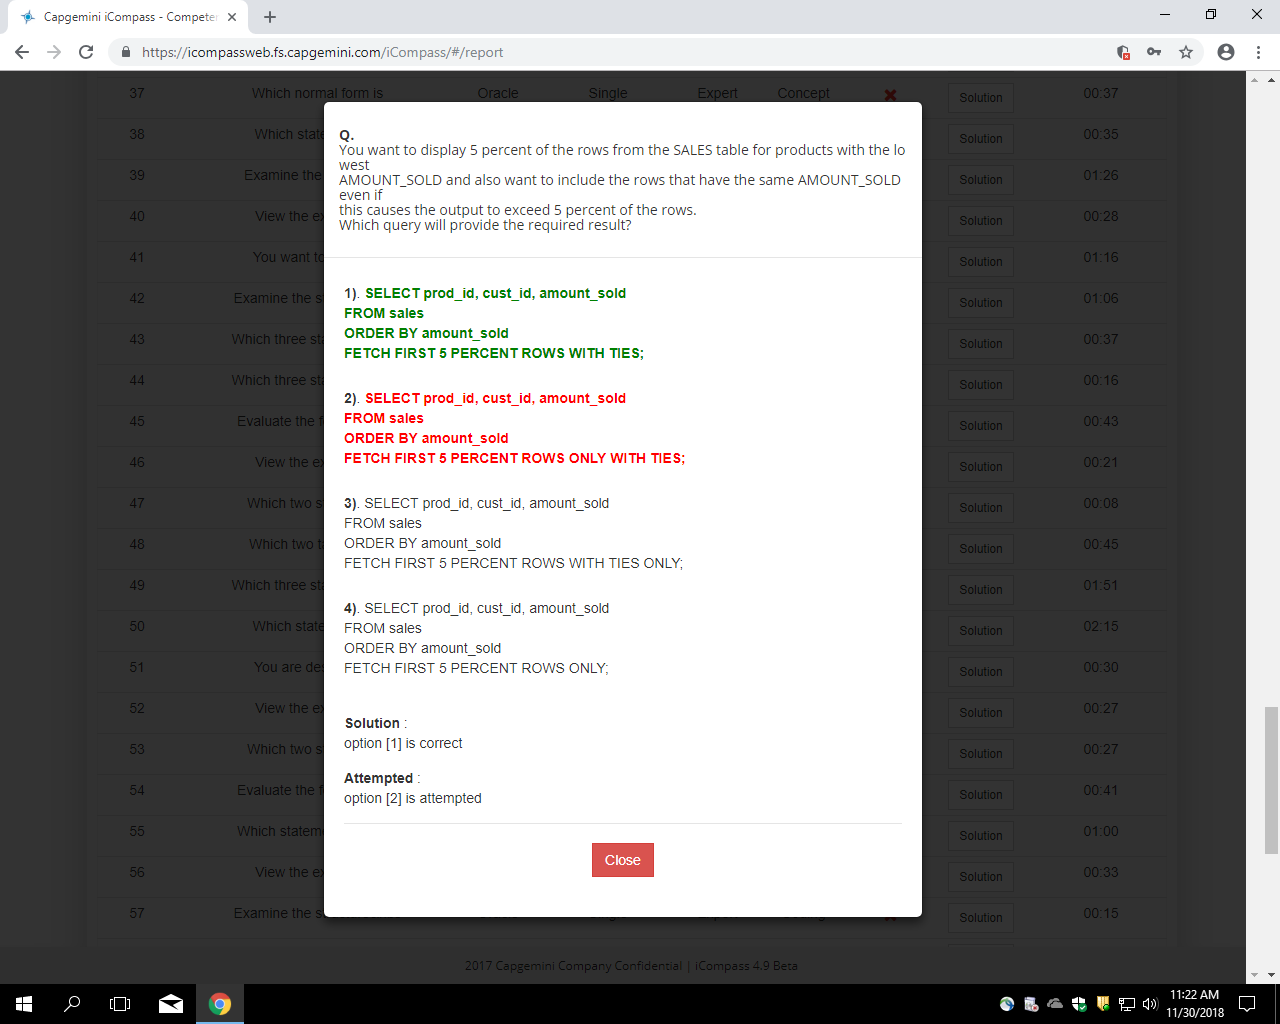 Capgemini iCompass - Competen
https://icompassweb.fs.capgemini.com/iCompass/#/report
37 Which normal form is Oracle Single Expert Concept Solution 00:37
38 Which state Solution 00:35
39 Examine the Solution 01:26
40 View the ex Solution 00:28
41 You want to Solution 01:16
42 Examine the s Solution 01:06
43 Which three sta Solution 00:37
44 Which three sta Solution 00:16
45 Evaluate the f Solution 00:43
46 View the ex Solution 00:21
47 Which two s Solution 00:08
48 Which two t Solution 00:45
49 Which three sta Solution 01:51
50 Which state Solution 02:15
51 You are de Solution 00:30
52 View the ex Solution 00:27
53 Which two s Solution 00:27
54 Evaluate the f Solution 00:41
55 Which statem Solution 01:00
56 View the ex Solution 00:33
57 Examine the s Solution 00:15
Q.
You want to display 5 percent of the rows from the SALES table for products with the lo
west
AMOUNT_SOLD and also want to include the rows that have the same AMOUNT_SOLD
even if
this causes the output to exceed 5 percent of the rows.
Which query will provide the required result?
1). SELECT prod_id, cust_id, amount_sold
FROM sales
ORDER BY amount_sold
FETCH FIRST 5 PERCENT ROWS WITH TIES;
2). SELECT prod_id, cust_id, amount_sold
FROM sales
ORDER BY amount_sold
FETCH FIRST 5 PERCENT ROWS ONLY WITH TIES;
3). SELECT prod_id, cust_id, amount_sold
FROM sales
ORDER BY amount_sold
FETCH FIRST 5 PERCENT ROWS WITH TIES ONLY;
4). SELECT prod_id, cust_id, amount_sold
FROM sales
ORDER BY amount_sold
FETCH FIRST 5 PERCENT ROWS ONLY;
Solution :
option [1] is correct
Attempted :
option [2] is attempted
Close
2017 Capgemini Company Confidential | iCompass 4.9 Beta
11:22 AM
11/30/2018